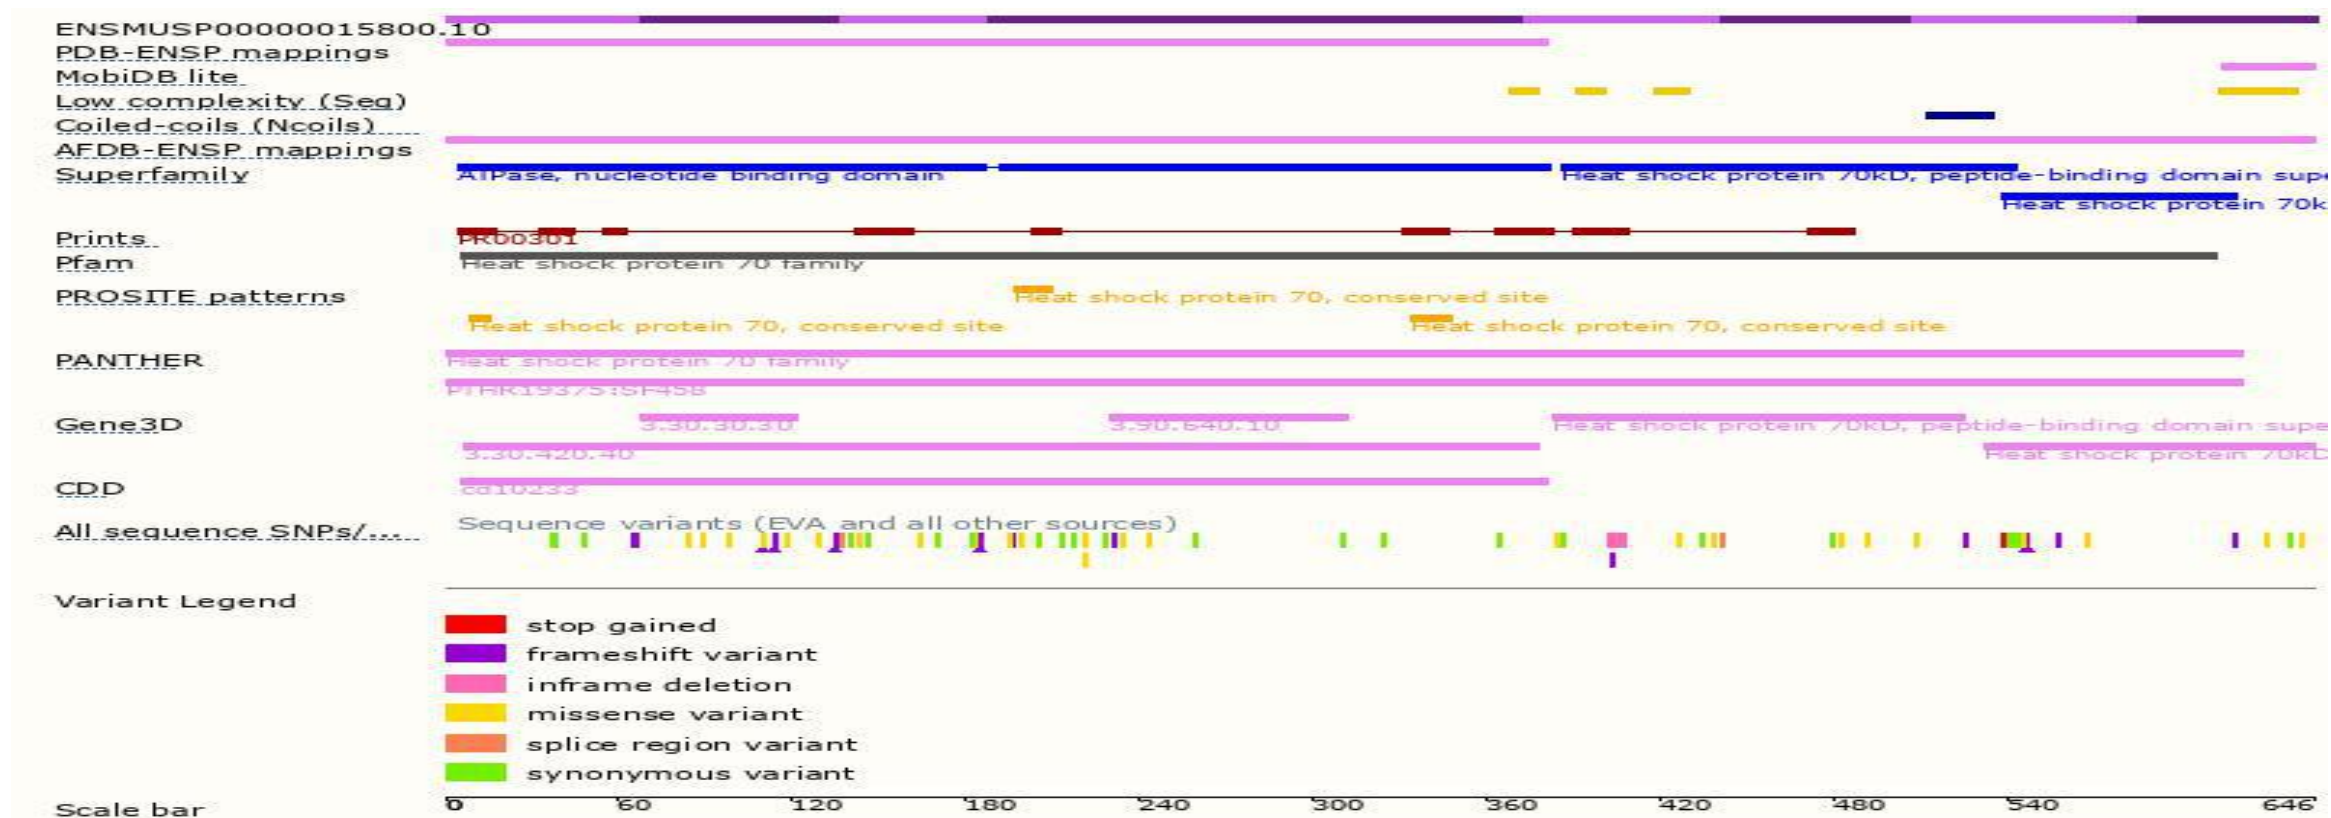 ENSMUSP00000015800.10
PDB-ENSP mappings
MobiDB lite
Low complexity (Seg)
Coiled-coils (Ncoils)
AFDB-ENSP mappings
Superfamily
ATPase, nucleotide binding domain
Heat shock protein 70kD, peptide-binding domain supe
Heat shock protein 70k
Prints
PR00301
Pfam
Heat shock protein 70 family
PROSITE patterns
Heat shock protein 70, conserved site
Heat shock protein 70, conserved site
Heat shock protein 70, conserved site
PANTHER
Heat shock protein 70 family
PTHR19375:SF458
Gene3D
3.30.30.30
3.90.640.10
Heat shock protein 70kD, peptide-binding domain supe
3.30.420.40
Heat shock protein 70kD
CDD
cd10233
All sequence SNPs/...
Sequence variants (EVA and all other sources)
Variant Legend
stop gained
frameshift variant
inframe deletion
missense variant
splice region variant
synonymous variant
Scale bar
0 60 120 180 240 300 360 420 480 540 646